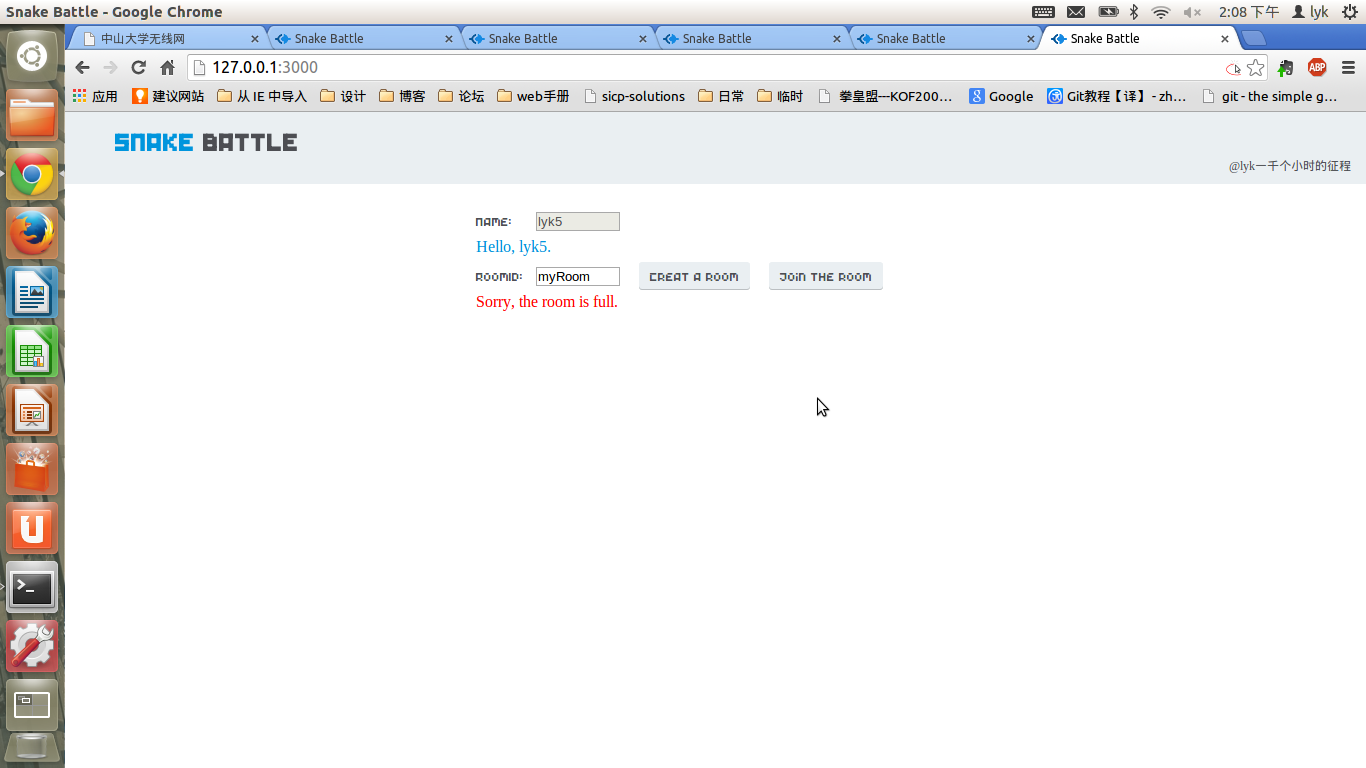 Snake Battle - Google Chrome
2:08 下午
lyk
中山大学无线网
Snake Battle
Snake Battle
Snake Battle
Snake Battle
Snake Battle
127.0.0.1:3000
ABP
应用
建议网站
从 IE 中导入
设计
博客
论坛
web手册
sicp-solutions
日常
临时
拳皇盟---KOF200...
Google
Git教程【译】- zh...
git - the simple g...
SNAKE BATTLE
@lyk一千个小时的征程
NAME:
lyk5
Hello, lyk5.
ROOMID:
myRoom
CREAT A ROOM
JOIN THE ROOM
Sorry, the room is full.